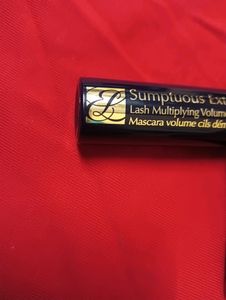 Sumptuous Ext
Lash Multiplying Volume
Mascara volume cils dém